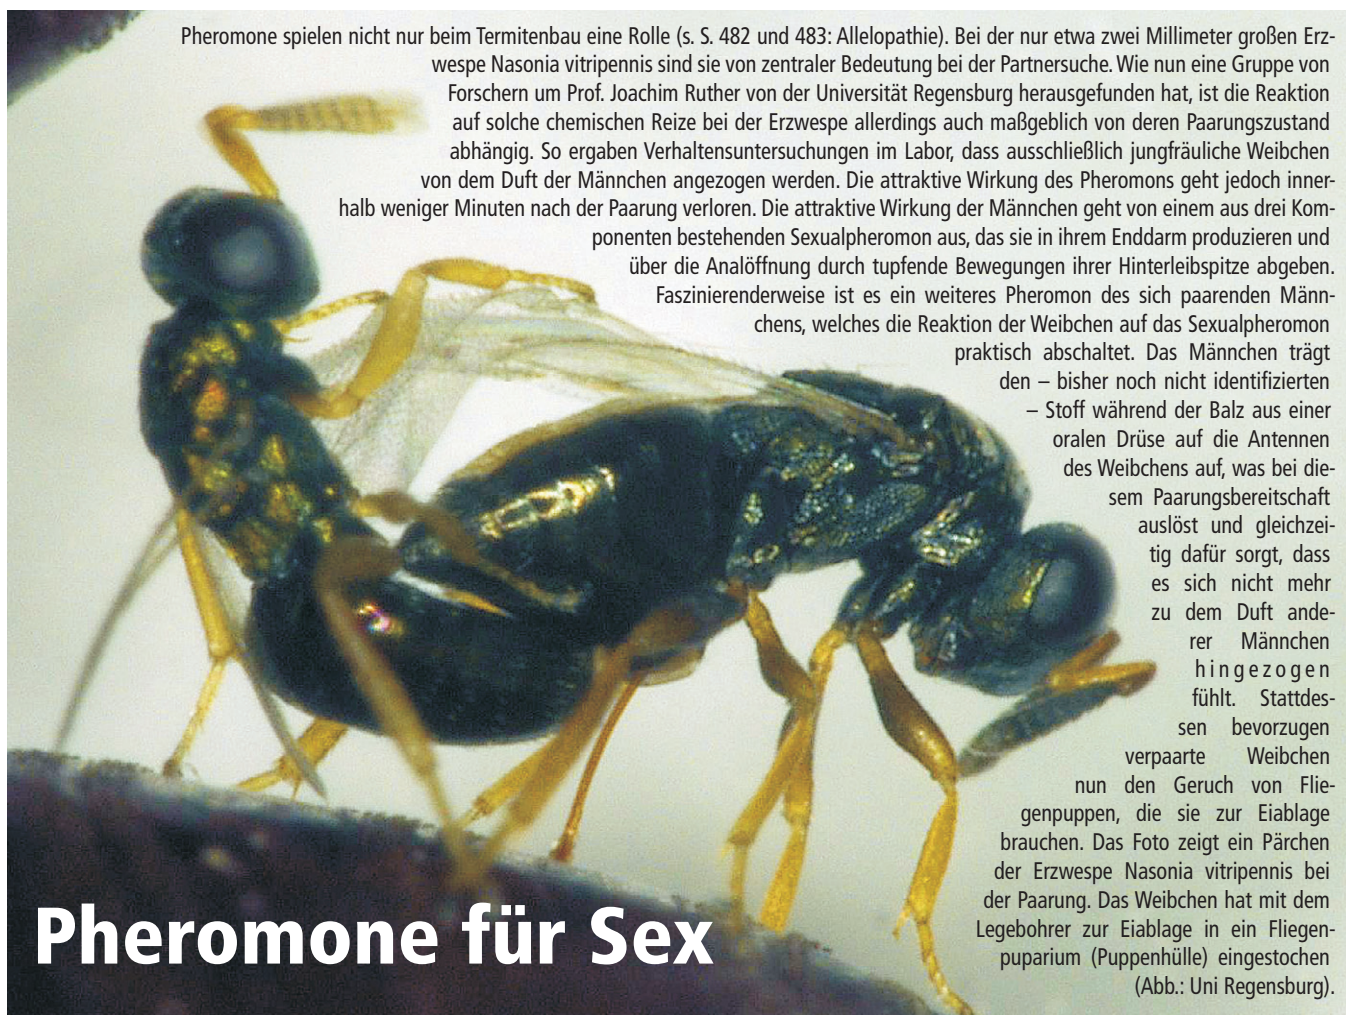 Pheromone spielen nicht nur beim Termitenbau eine Rolle (s. S. 482 und 483: Allelopathie). Bei der nur etwa zwei Millimeter großen Erz-
wespe Nasonia vitripennis sind sie von zentraler Bedeutung bei der Partnersuche. Wie nun eine Gruppe von
Forschern um Prof. Joachim Ruther von der Universität Regensburg herausgefunden hat, ist die Reaktion
auf solche chemischen Reize bei der Erzwespe allerdings auch maßgeblich von deren Paarungszustand
abhängig. So ergaben Verhaltensuntersuchungen im Labor, dass ausschließlich jungfräuliche Weibchen
von dem Duft der Männchen angezogen werden. Die attraktive Wirkung des Pheromons geht jedoch inner-
halb weniger Minuten nach der Paarung verloren. Die attraktive Wirkung der Männchen geht von einem aus drei Kom-
ponenten bestehenden Sexualpheromon aus, das sie in ihrem Enddarm produzieren und
über die Analöffnung durch tupfende Bewegungen ihrer Hinterleibspitze abgeben.
Faszinierenderweise ist es ein weiteres Pheromon des sich paarenden Männ-
chens, welches die Reaktion der Weibchen auf das Sexualpheromon
praktisch abschaltet. Das Männchen trägt
den – bisher noch nicht identifizierten
– Stoff während der Balz aus einer
oralen Drüse auf die Antennen
des Weibchens auf, was bei die-
sem Paarungsbereitschaft
auslöst und gleichzei-
tig dafür sorgt, dass
es sich nicht mehr
zu dem Duft ande-
rer Männchen
hingezogen
fühlt. Stattdes-
sen bevorzugen
verpaarte Weibchen
nun den Geruch von Flie-
genpuppen, die sie zur Eiablage
brauchen. Das Foto zeigt ein Pärchen
der Erzwespe Nasonia vitripennis bei
der Paarung. Das Weibchen hat mit dem
Legebohrer zur Eiablage in ein Fliegen-
puparium (Puppenhülle) eingestochen
(Abb.: Uni Regensburg).
Pheromone für Sex